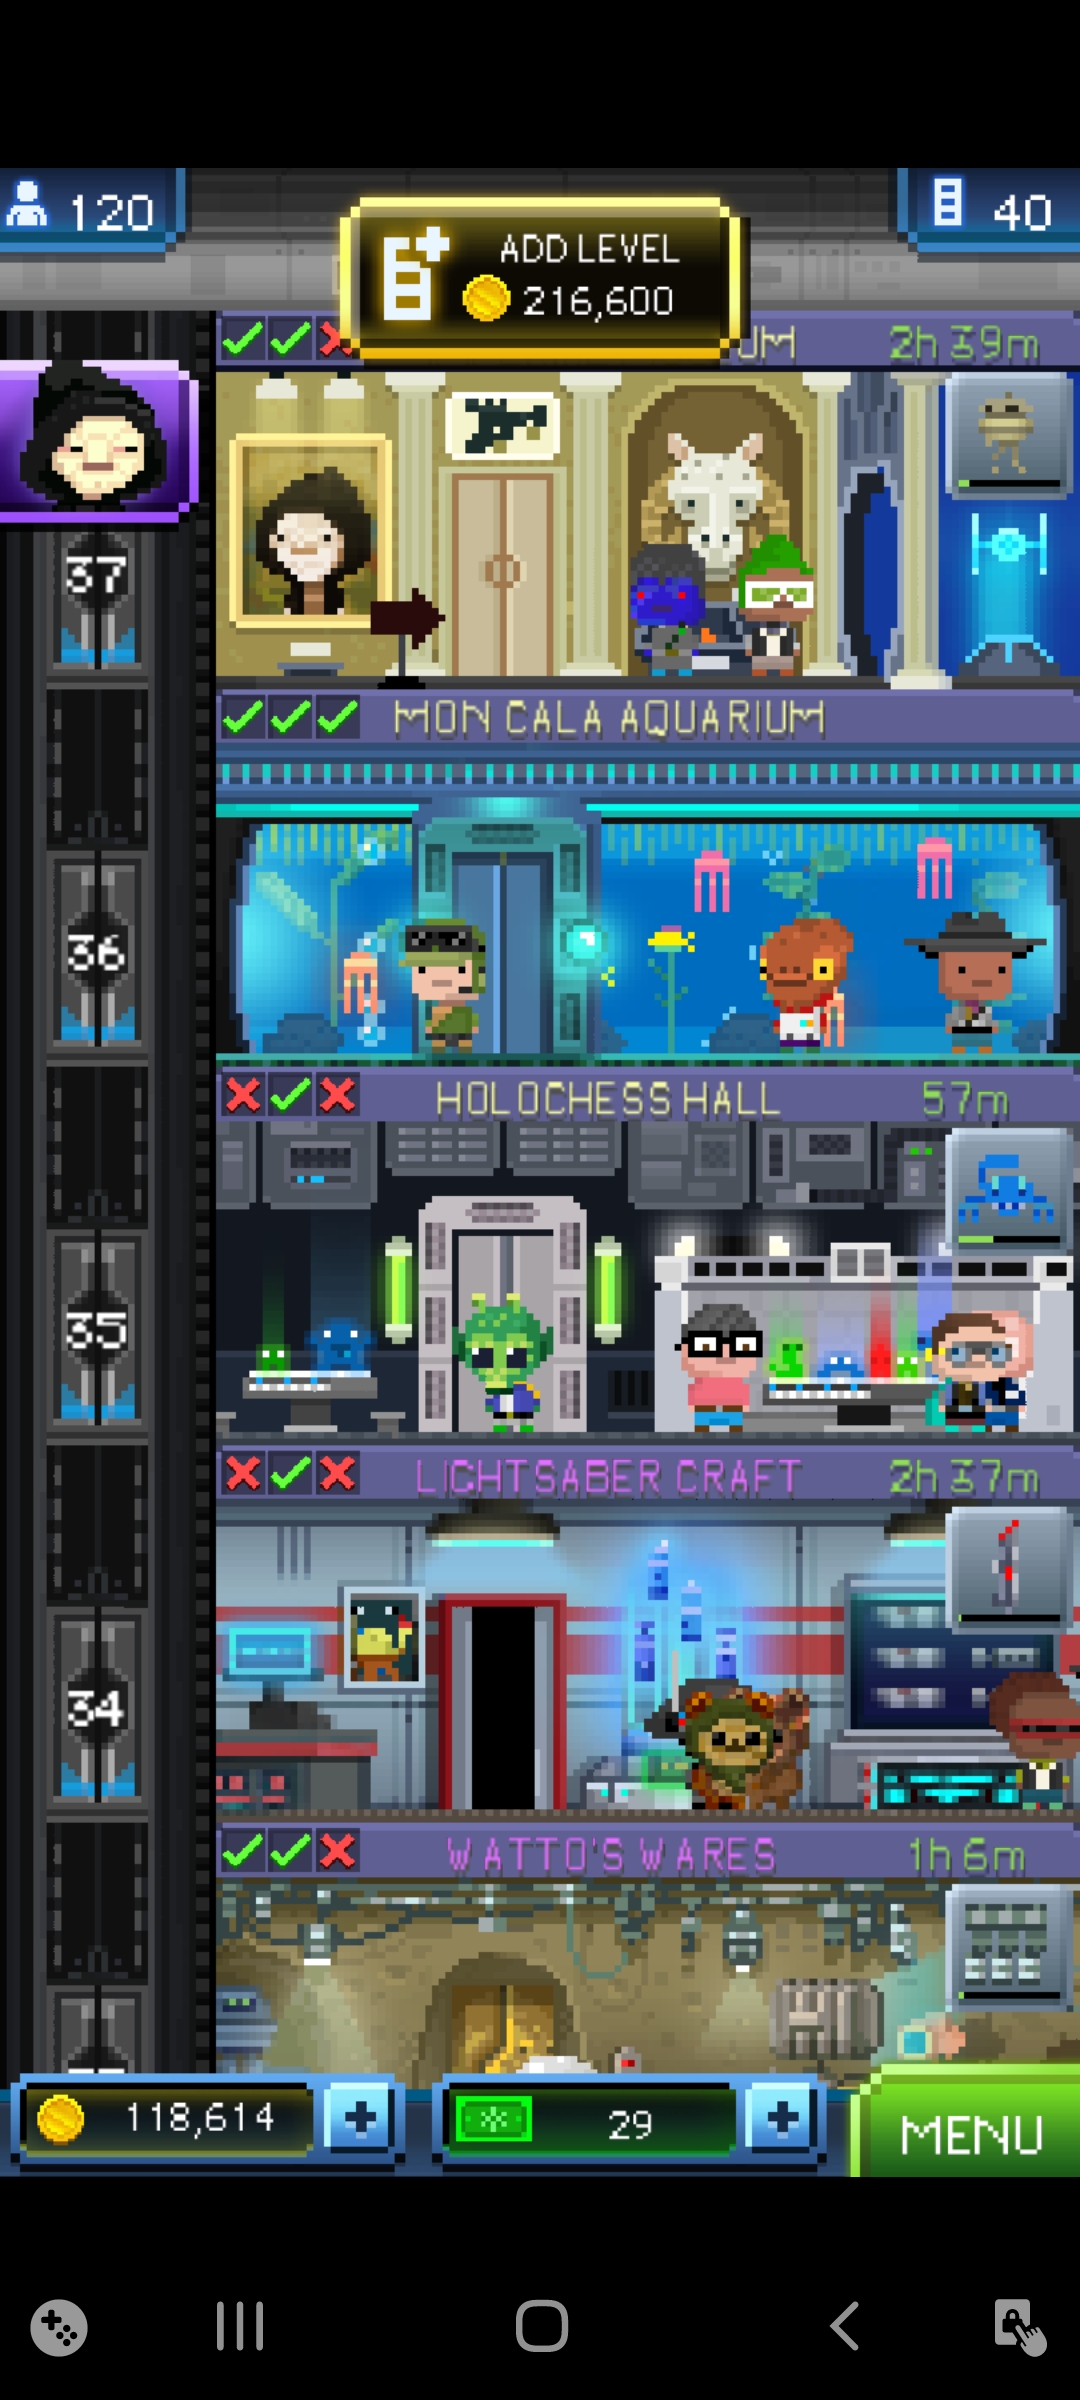 120
40
ADD LEVEL
216,600
UM 2h 39m
37
MON CALA AQUARIUM
36
HOLOCHESS HALL 57m
35
LIGHTSABER CRAFT 2h 37m
34
WATTO'S WARES 1h 6m
118,614
29
MENU